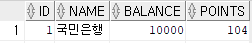 ID NAME BALANCE POINTS
1 1 국민은행 10000 104